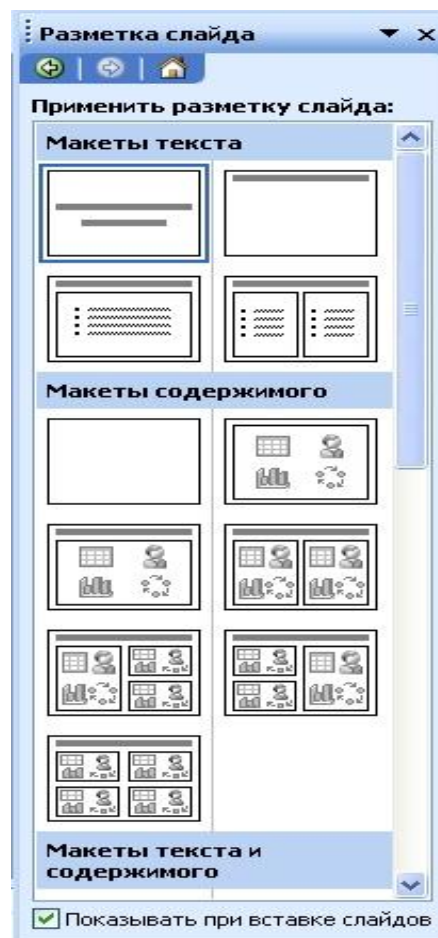 Разметка слайда
Применить разметку слайда:
Макеты текста
Макеты содержимого
Макеты текста и
содержимого
Показывать при вставке слайдов